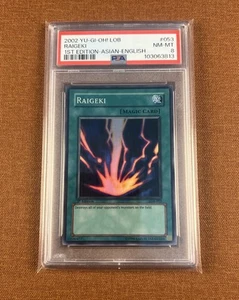 2002 YU-GI-OH! LOB #053
RAIGEKI NM-MT
1ST EDITION-ASIAN-ENGLISH 8
PSA 103063813
RAIGEKI
[MAGIC CARD